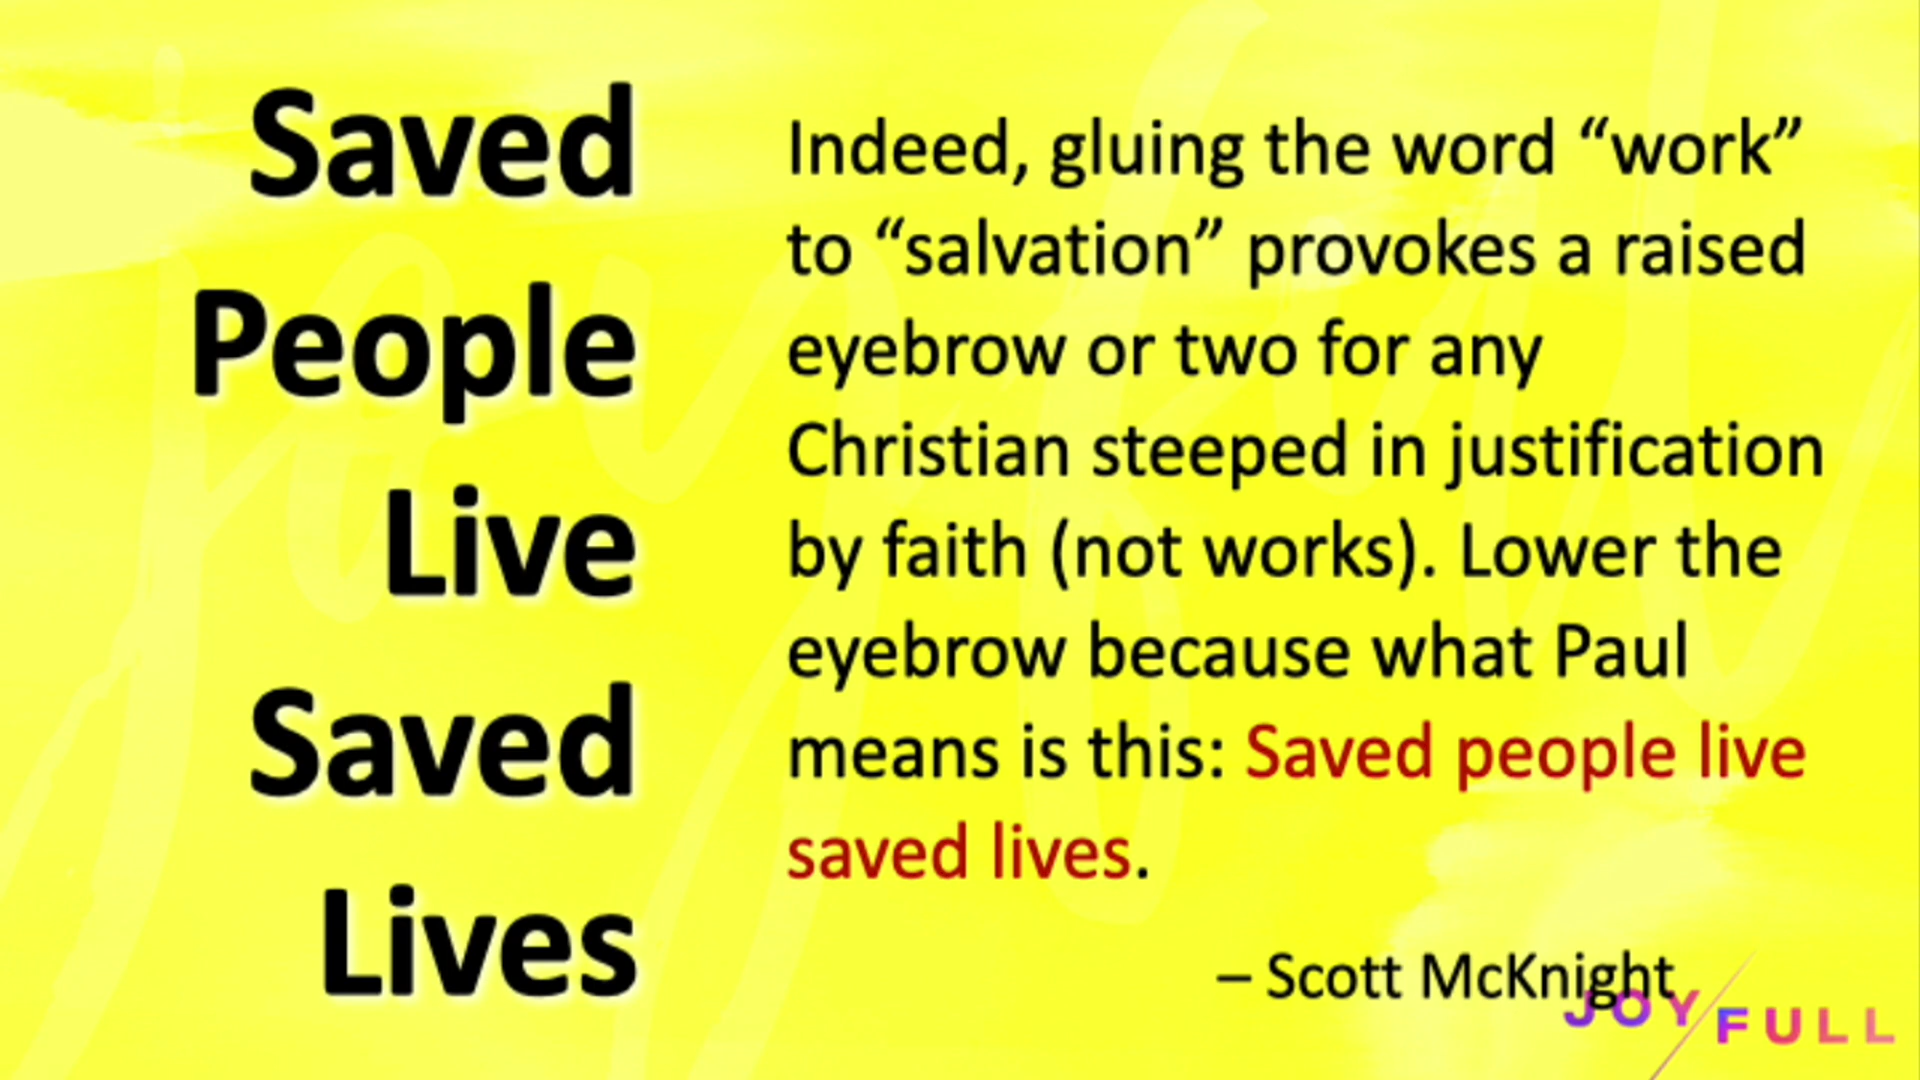 Saved
People
Live
Saved
Lives
Indeed, gluing the word “work”
to “salvation” provokes a raised
eyebrow or two for any
Christian steeped in justification
by faith (not works). Lower the
eyebrow because what Paul
means is this: Saved people live
saved lives.
– Scott McKnight
JOY/FULL